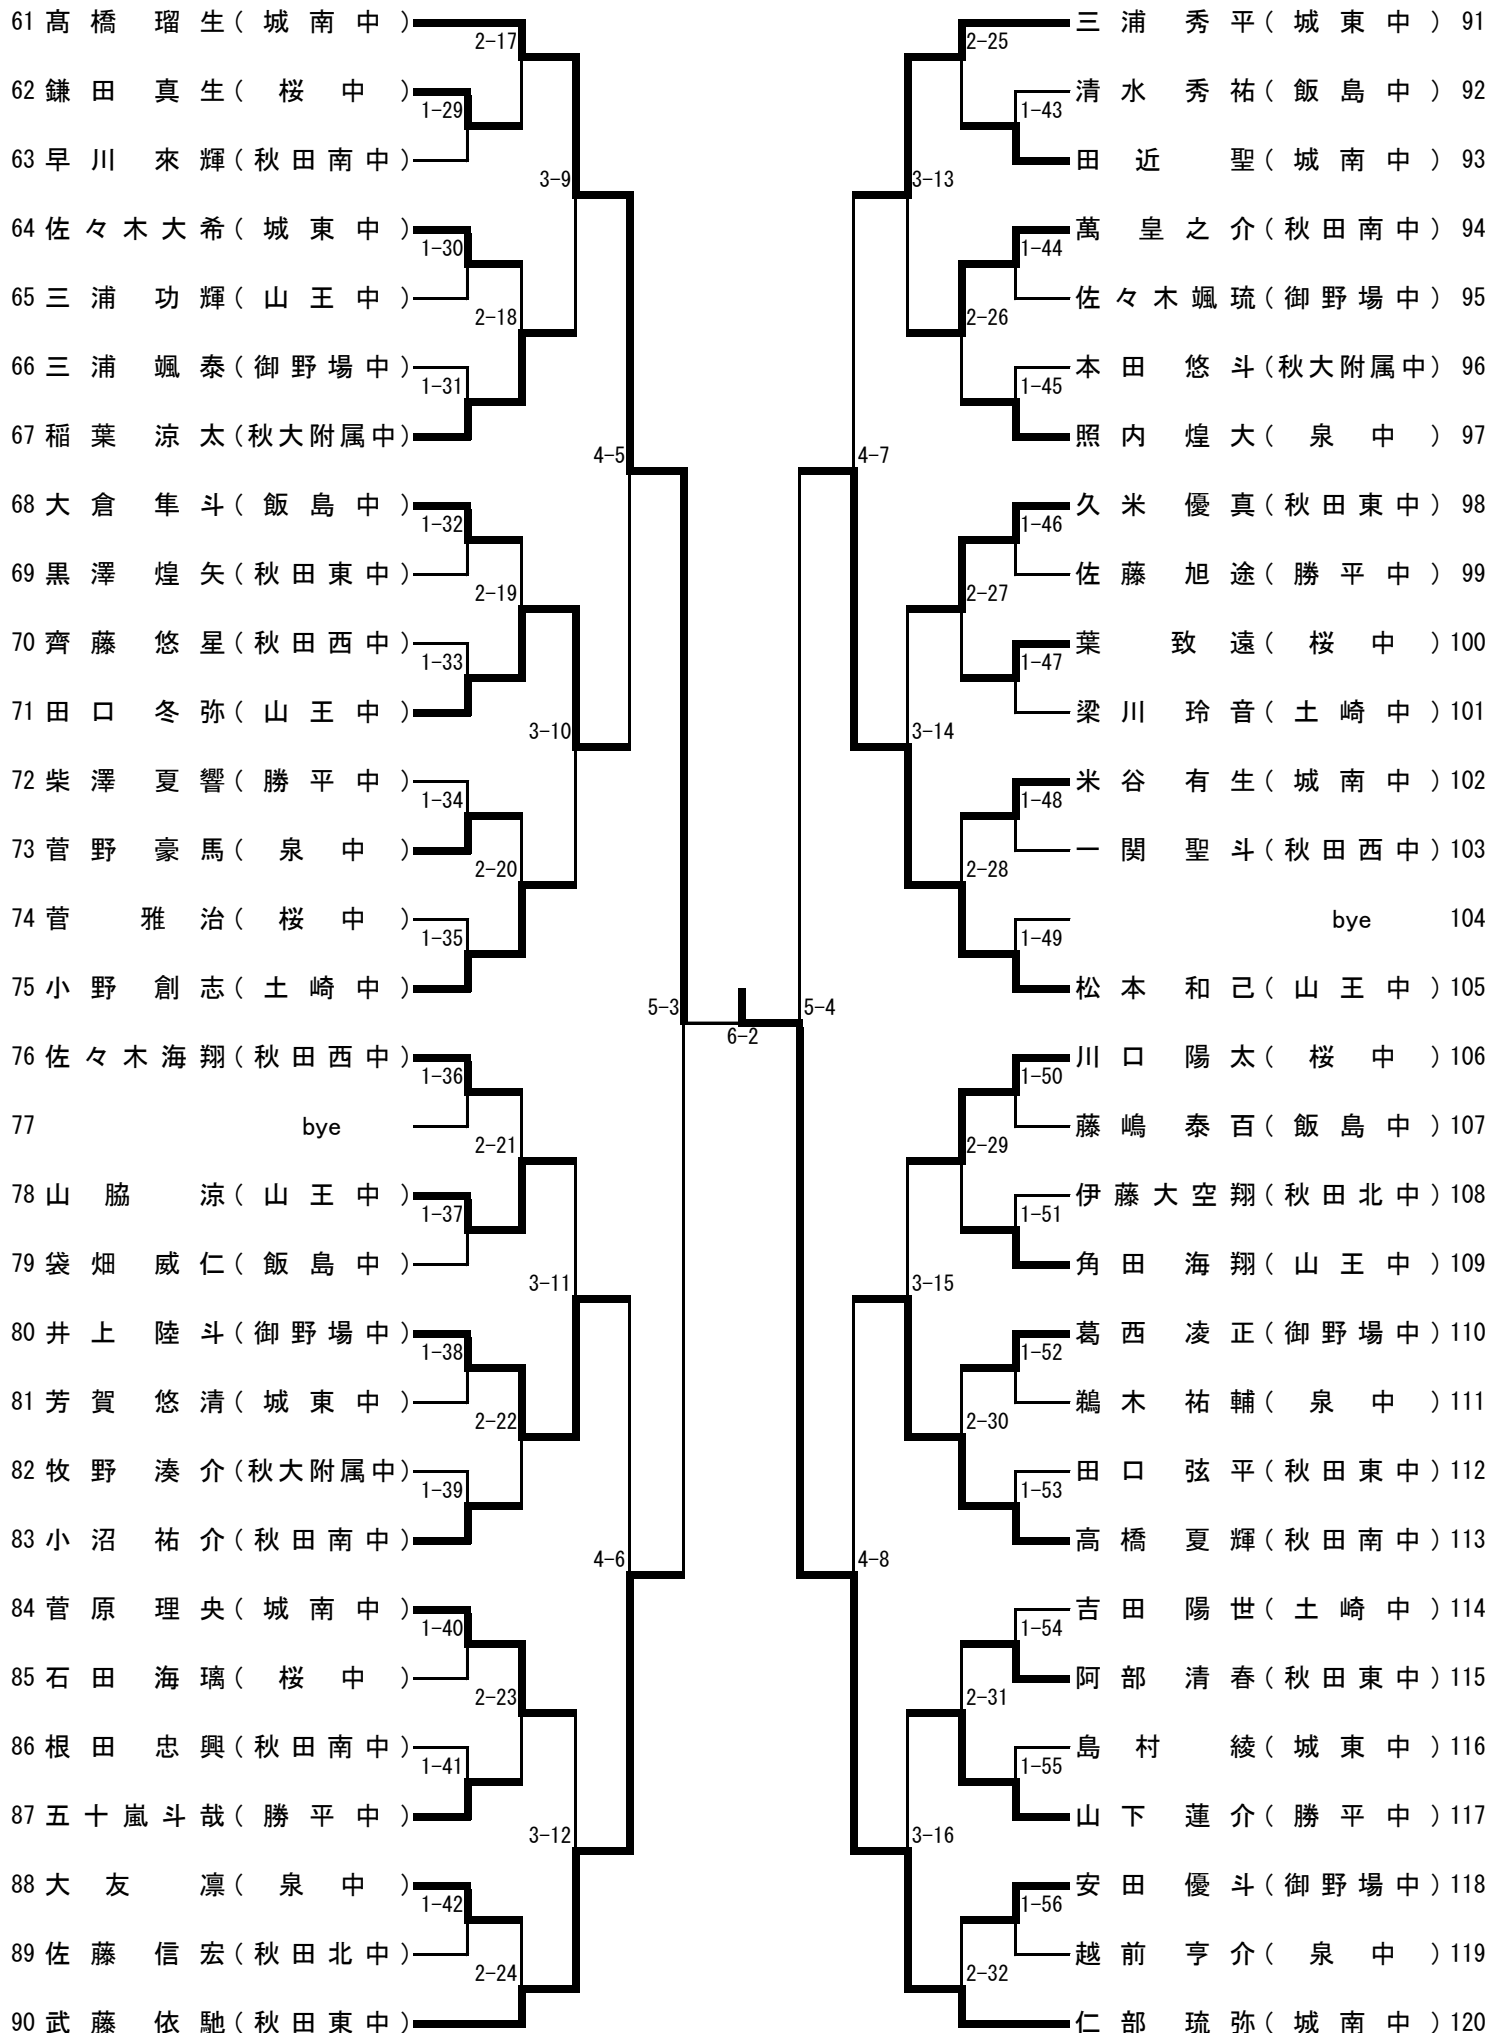 61 髙橋 瑠生(城南中)
三浦 秀平(城東中) 91
2-17
2-25
62 鎌田 真生(桜中)
清水 秀祐(飯島中) 92
1-29
1-43
63 早川 來輝(秋田南中)
田近 聖(城南中) 93
3-9
3-13
64 佐々木大希(城東中)
萬 皇之介(秋田南中) 94
1-30
1-44
65 三浦 功輝(山王中)
佐々木颯琉(御野場中) 95
2-18
2-26
66 三浦 颯泰(御野場中)
本田 悠斗(秋大附属中) 96
1-31
1-45
67 稲葉 涼太(秋大附属中)
照内 煌大(泉中) 97
4-5
4-7
68 大倉 隼斗(飯島中)
久米 優真(秋田東中) 98
1-32
1-46
69 黒澤 煌矢(秋田東中)
佐藤 旭途(勝平中) 99
2-19
2-27
70 齊藤 悠星(秋田西中)
葉 致遠(桜中) 100
1-33
1-47
71 田口 冬弥(山王中)
梁川 玲音(土崎中) 101
3-10
3-14
72 柴澤 夏響(勝平中)
米谷 有生(城南中) 102
1-34
1-48
73 菅野 豪馬(泉中)
一関 聖斗(秋田西中) 103
2-20
2-28
74 菅 雅治(桜中)
bye 104
1-35
1-49
75 小野 創志(土崎中)
松本 和己(山王中) 105
5-3
5-4
6-2
76 佐々木海翔(秋田西中)
川口 陽太(桜中) 106
1-36
1-50
77 bye
藤嶋 泰百(飯島中) 107
2-21
2-29
78 山脇 涼(山王中)
伊藤大空翔(秋田北中) 108
1-37
1-51
79 袋畑 威仁(飯島中)
角田 海翔(山王中) 109
3-11
3-15
80 井上 陸斗(御野場中)
葛西 凌正(御野場中) 110
1-38
1-52
81 芳賀 悠清(城東中)
鵜木 祐輔(泉中) 111
2-22
2-30
82 牧野 湊介(秋大附属中)
田口 弦平(秋田東中) 112
1-39
1-53
83 小沼 祐介(秋田南中)
高橋 夏輝(秋田南中) 113
4-6
4-8
84 菅原 理央(城南中)
吉田 陽世(土崎中) 114
1-40
1-54
85 石田 海璃(桜中)
阿部 清春(秋田東中) 115
2-23
2-31
86 根田 忠興(秋田南中)
島村 綾(城東中) 116
1-41
1-55
87 五十嵐斗哉(勝平中)
山下 蓮介(勝平中) 117
3-12
3-16
88 大友 凛(泉中)
安田 優斗(御野場中) 118
1-42
1-56
89 佐藤 信宏(秋田北中)
越前 亨介(泉中) 119
2-24
2-32
90 武藤 依馳(秋田東中)
仁部 琉弥(城南中) 120